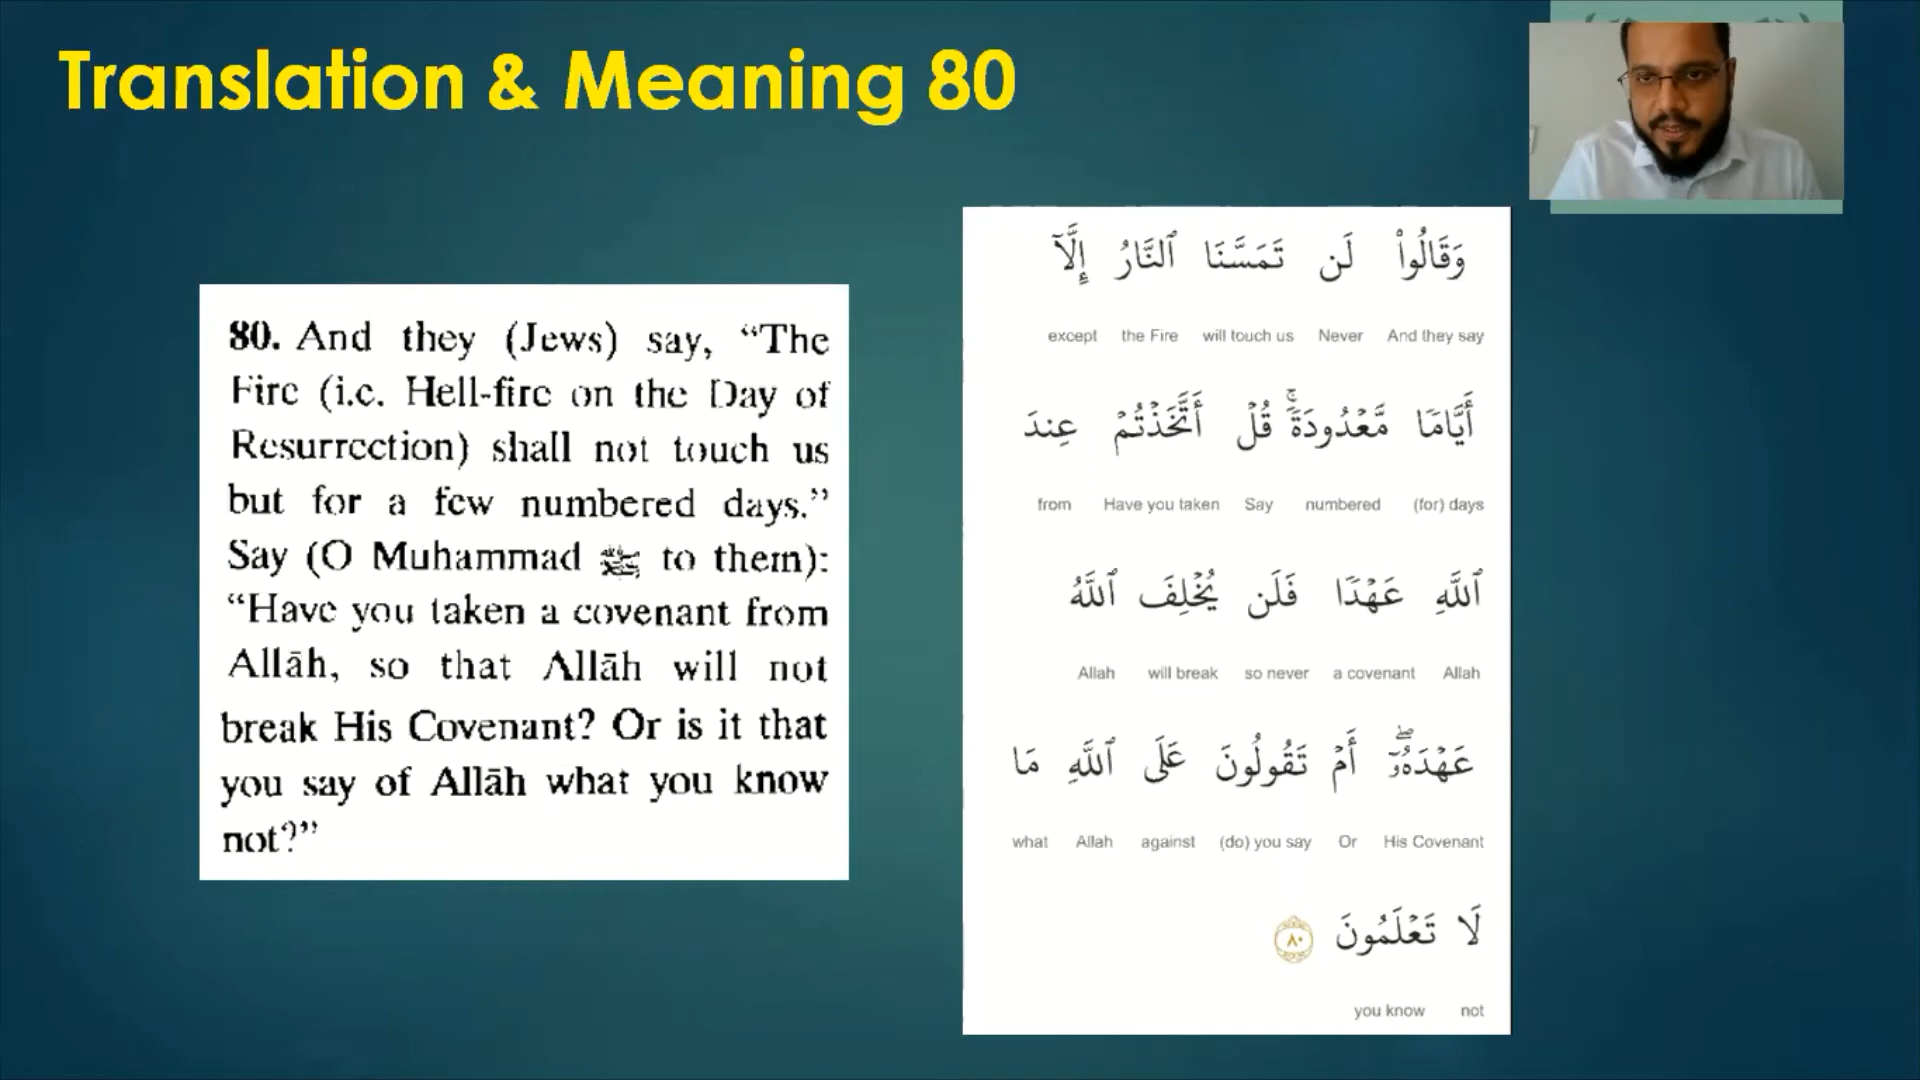 Translation & Meaning 80
80. And they (Jews) say, “The
Fire (i.e. Hell-fire on the Day of
Resurrection) shall not touch us
but for a few numbered days.”
Say (O Muhammad ﷺ to them):
“Have you taken a covenant from
Allāh, so that Allāh will not
break His Covenant? Or is it that
you say of Allāh what you know
not?”
وَقَالُوا۟ لَن تَمَسَّنَا ٱلنَّارُ إِلَّآ
except the Fire will touch us Never And they say
أَيَّامًا مَّعْدُودَةً ۚ قُلْ أَتَّخَذْتُمْ عِندَ
from Have you taken Say numbered (for) days
ٱللَّهِ عَهْدًا فَلَن يُخْلِفَ ٱللَّهُ
Allah will break so never a covenant Allah
عَهْدَهُۥٓ ۖ أَمْ تَقُولُونَ عَلَى ٱللَّهِ مَا
what Allah against (do) you say Or His Covenant
لَا تَعْلَمُونَ ٨٠
you know not